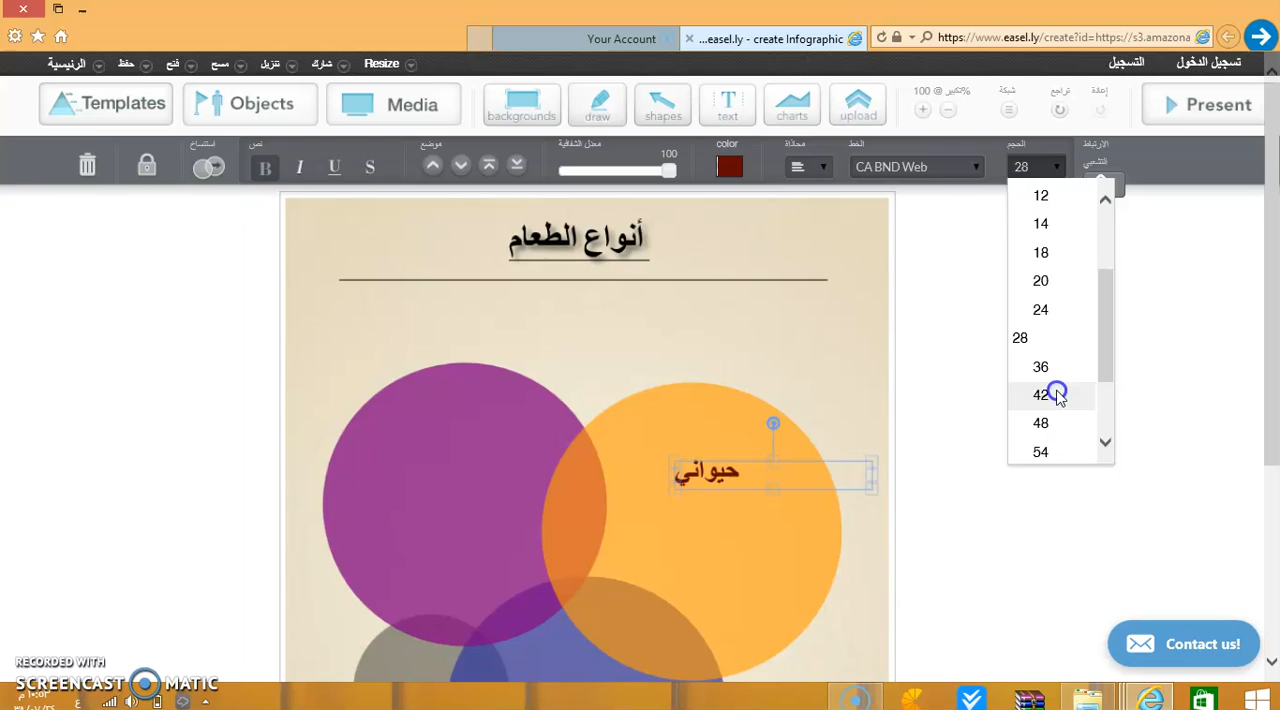 Your Account
...easel.ly - create Infographic
https://www.easel.ly/create?id=https://s3.amazona
الرئيسية
حفظ
فتح
مسح
تنزيل
شارك
Resize
التسجيل
تسجيل الدخول
Templates
Objects
Media
backgrounds
draw
shapes
text
charts
upload
تكبير% @ 100
شبكة
تراجع
إعادة
Present
استنساخ
نص
B I U S
موضع
معدل الشفافية
100
color
محاذاة
الخط
CA BND Web
الحجم
28
الارتباط التشعبي
12
14
18
20
24
28
36
42
48
54
أنواع الطعام
حيواني
Contact us!
RECORDED WITH
SCREENCAST MATIC
ع